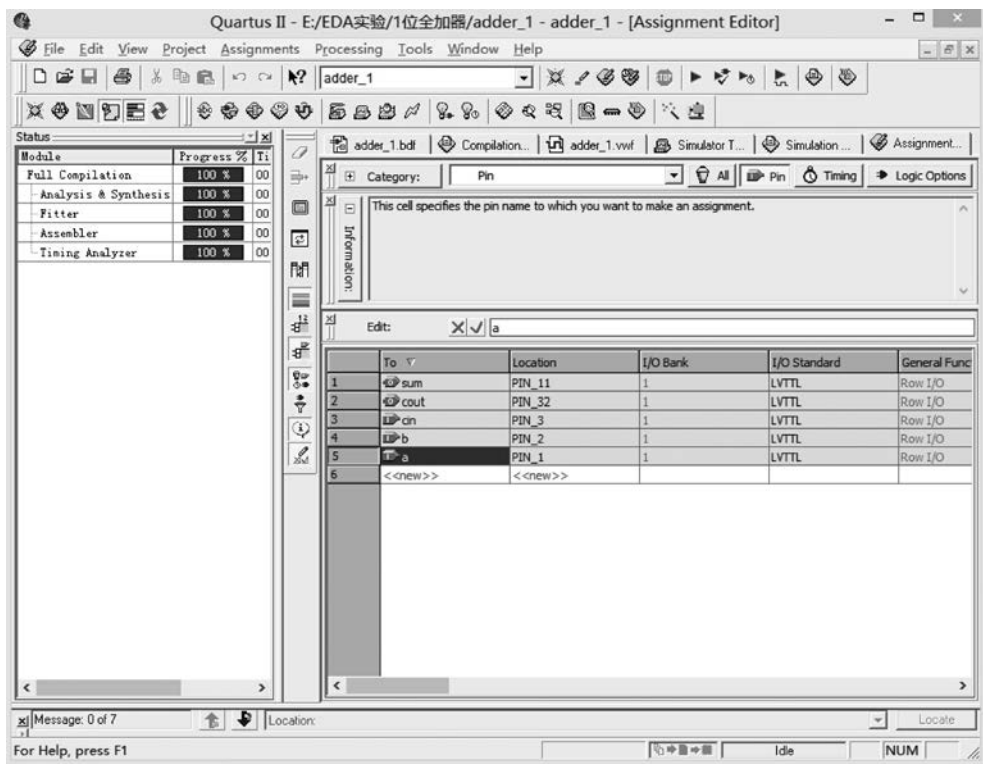 Quartus II - E:/EDA实验/1位全加器/adder_1 - adder_1 - [Assignment Editor]
File Edit View Project Assignments Processing Tools Window Help
adder_1
Status
Module Progress % Ti
Full Compilation 100 % 00
Analysis & Synthesis 100 % 00
Fitter 100 % 00
Assembler 100 % 00
Timing Analyzer 100 % 00
adder_1.bdf Compilation... adder_1.vwf Simulator T... Simulation ... Assignment...
Category: Pin All Pin Timing Logic Options
Information:
This cell specifies the pin name to which you want to make an assignment.
Edit: a
To Location I/O Bank I/O Standard General Func
1 sum PIN_11 1 LVTTL Row I/O
2 cout PIN_32 1 LVTTL Row I/O
3 cin PIN_3 1 LVTTL Row I/O
4 b PIN_2 1 LVTTL Row I/O
5 a PIN_1 1 LVTTL Row I/O
6 <<new>> <<new>>
Message: 0 of 7 Location: Locate
For Help, press F1 Idle NUM